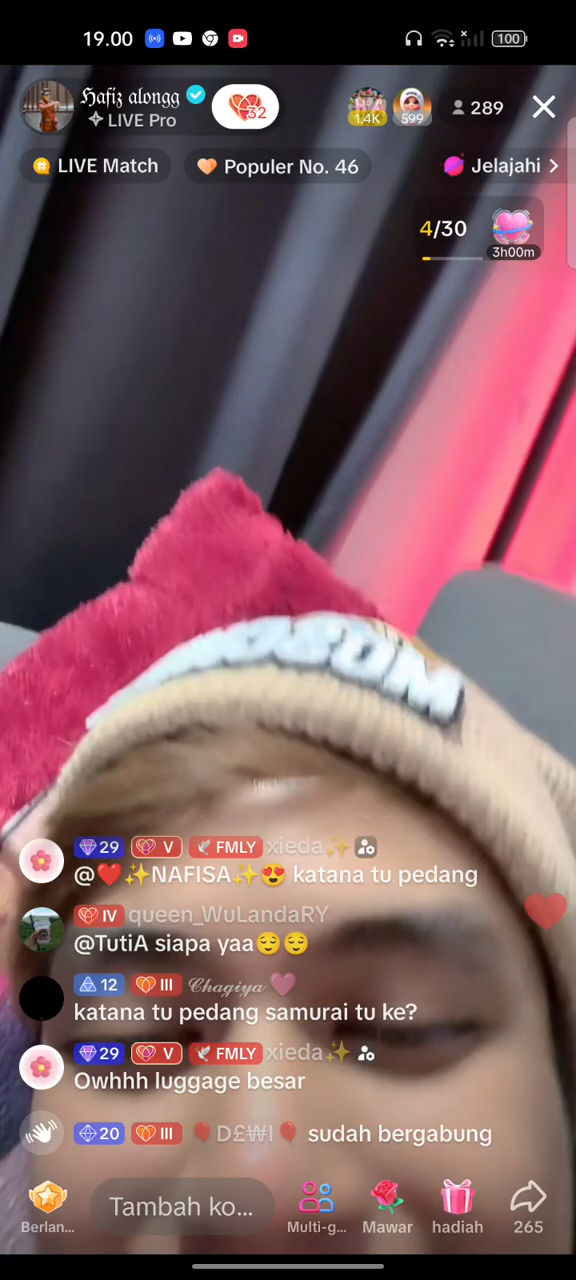 19.00
100
Hafiz alongg
LIVE Pro
32
1,4K
599
289
LIVE Match
Populer No. 46
Jelajahi >
4/30
3h00m
29 V FMLY xieda✨
@❤️✨NAFISA✨😍 katana tu pedang
IV queen_WuLandaRY
@TutiA siapa yaa😌😌
12 III 𝓒𝓱𝓪𝓰𝓲𝔂𝓪 🩷
katana tu pedang samurai tu ke?
29 V FMLY xieda✨
Owhhh luggage besar
20 III 🎈D£₩I🎈 sudah bergabung
Tambah ko...
Berlan...
Multi-g...
Mawar
hadiah
265